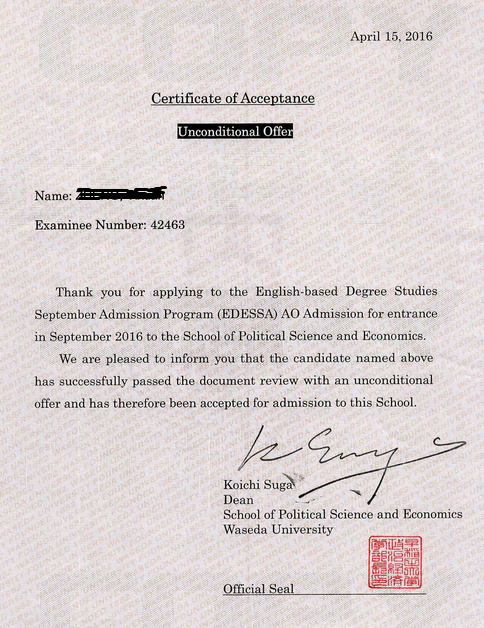 April 15, 2016
Certificate of Acceptance
Unconditional Offer
Name:
Examinee Number: 42463
Thank you for applying to the English-based Degree Studies
September Admission Program (EDESSA) AO Admission for entrance
in September 2016 to the School of Political Science and Economics.
We are pleased to inform you that the candidate named above
has successfully passed the document review with an unconditional
offer and has therefore been accepted for admission to this School.
Koichi Suga
Dean
School of Political Science and Economics
Waseda University
Official Seal